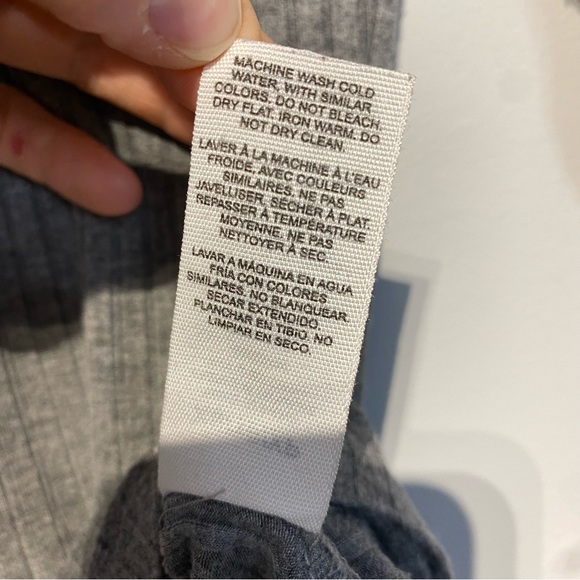 MACHINE WASH COLD
WATER, WITH SIMILAR
COLORS, DO NOT BLEACH,
DRY FLAT, IRON WARM, DO
NOT DRY CLEAN.
LAVER À LA MACHINE À L'EAU
FROIDE, AVEC COULEURS
SIMILAIRES, NE PAS
JAVELLISER, SÉCHER À PLAT.
REPASSER À TEMPÉRATURE
MOYENNE, NE PAS
NETTOYER À SEC.
LAVAR A MÁQUINA EN AGUA
FRÍA CON COLORES
SIMILARES, NO BLANQUEAR.
SECAR EXTENDIDO.
PLANCHAR EN TIBIO, NO
LIMPIAR EN SECO.